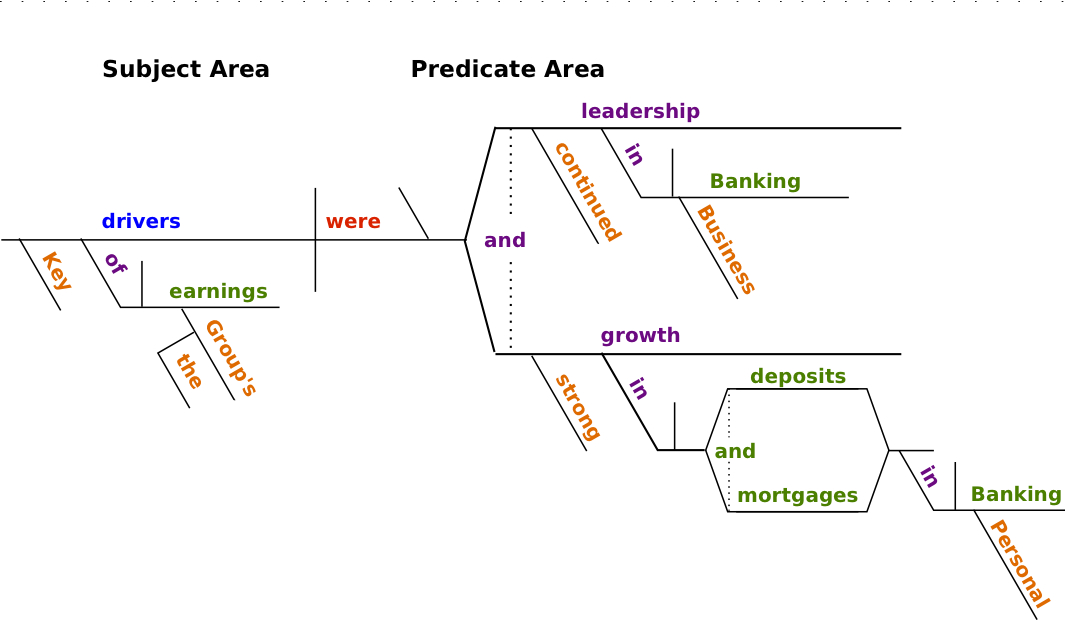 Subject Area
Predicate Area
leadership
continued
in
Banking
Business
drivers
were
and
Key
of
earnings
Group's
the
growth
strong
in
deposits
and
mortgages
in
Banking
Personal